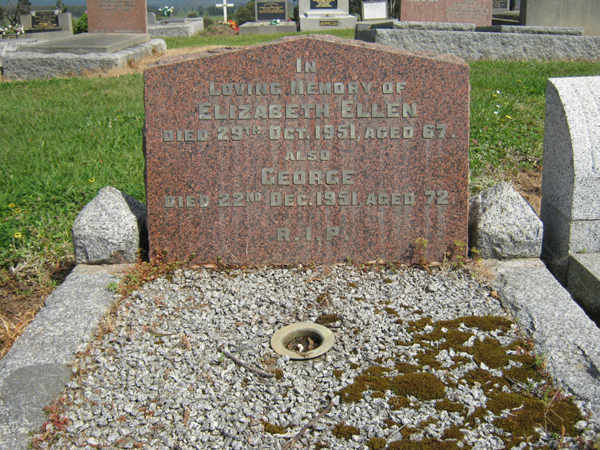 IN
LOVING MEMORY OF
ELIZABETH ELLEN
DIED 29TH OCT. 1951, AGED 67.
ALSO
GEORGE
DIED 22ND DEC. 1951, AGED 72.
R.I.P.